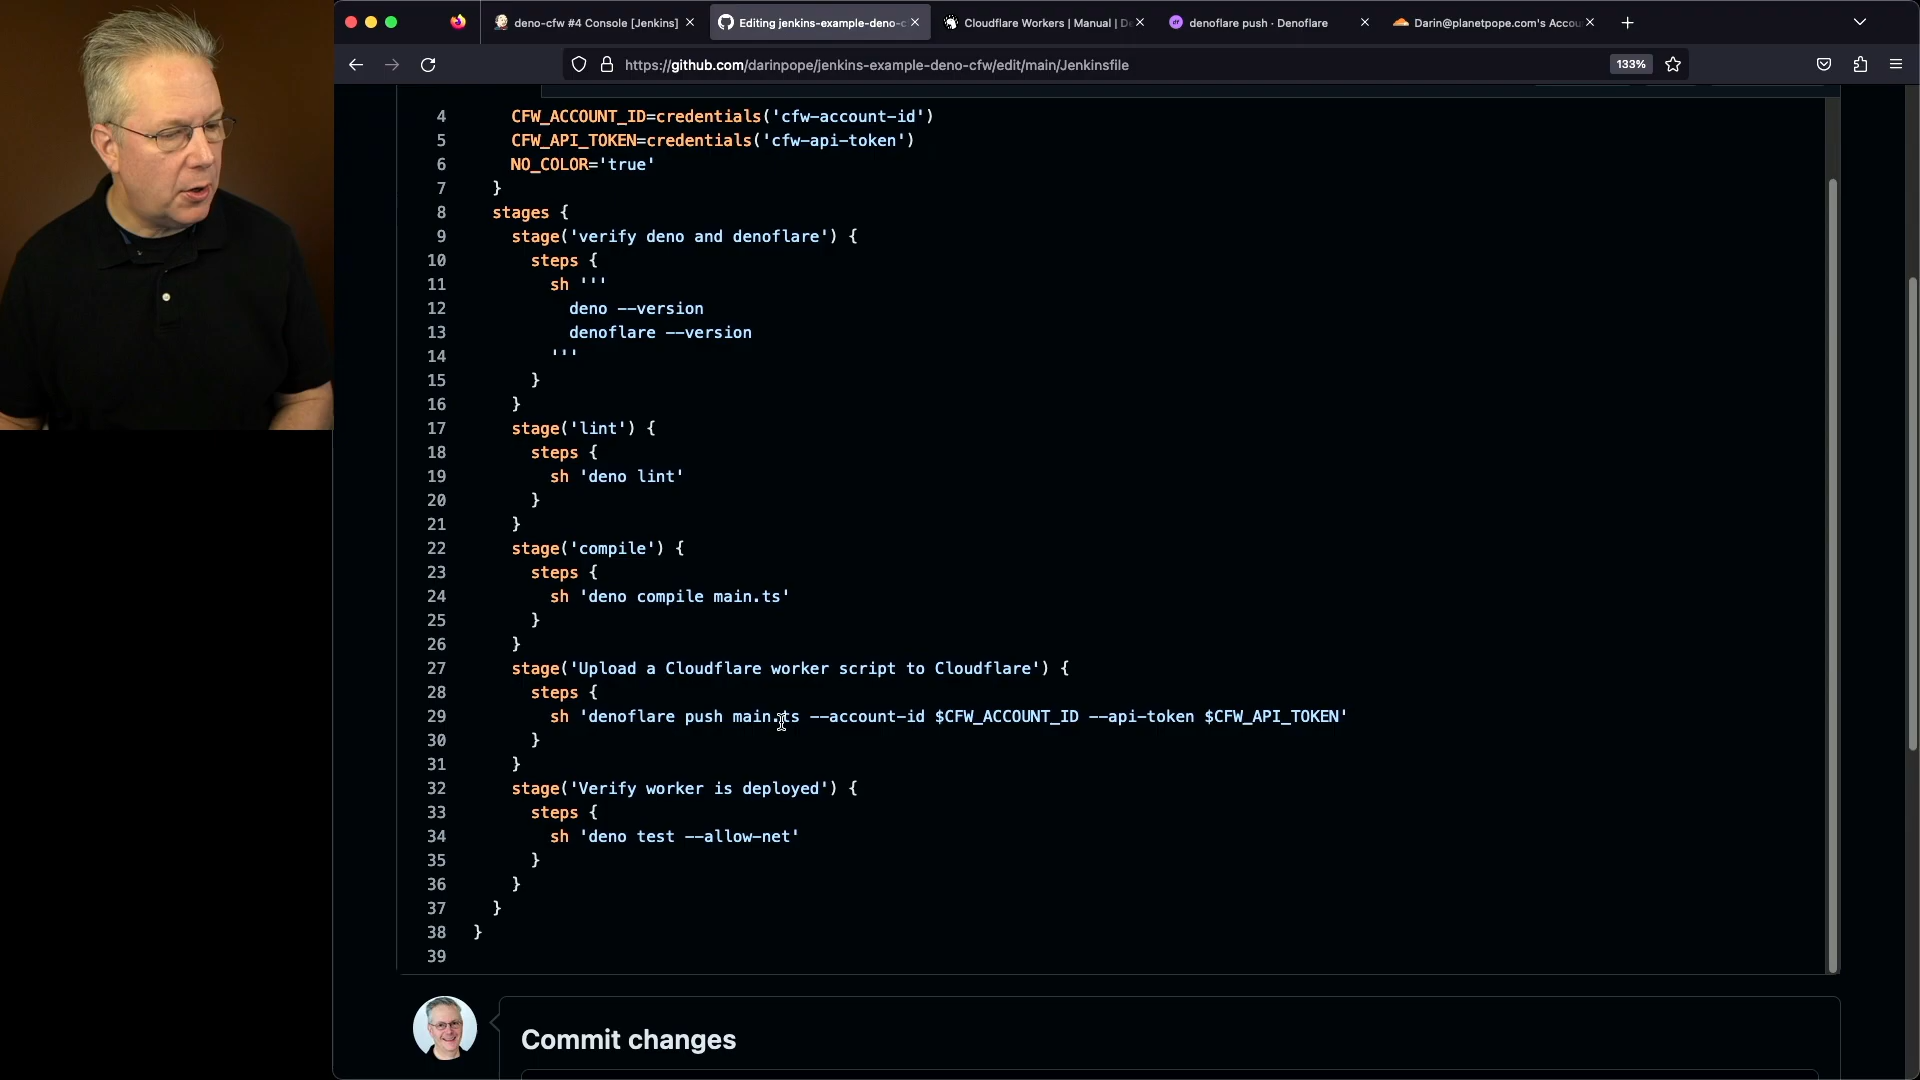 deno-cfw #4 Console [Jenkins]
Editing jenkins-example-deno-c
Cloudflare Workers | Manual | De
denoflare push · Denoflare
Darin@planetpope.com's Accou
https://github.com/darinpope/jenkins-example-deno-cfw/edit/main/Jenkinsfile
133%
4 CFW_ACCOUNT_ID=credentials('cfw-account-id')
5 CFW_API_TOKEN=credentials('cfw-api-token')
6 NO_COLOR='true'
7 }
8 stages {
9 stage('verify deno and denoflare') {
10 steps {
11 sh '''
12 deno --version
13 denoflare --version
14 '''
15 }
16 }
17 stage('lint') {
18 steps {
19 sh 'deno lint'
20 }
21 }
22 stage('compile') {
23 steps {
24 sh 'deno compile main.ts'
25 }
26 }
27 stage('Upload a Cloudflare worker script to Cloudflare') {
28 steps {
29 sh 'denoflare push main.ts --account-id $CFW_ACCOUNT_ID --api-token $CFW_API_TOKEN'
30 }
31 }
32 stage('Verify worker is deployed') {
33 steps {
34 sh 'deno test --allow-net'
35 }
36 }
37 }
38 }
39
Commit changes